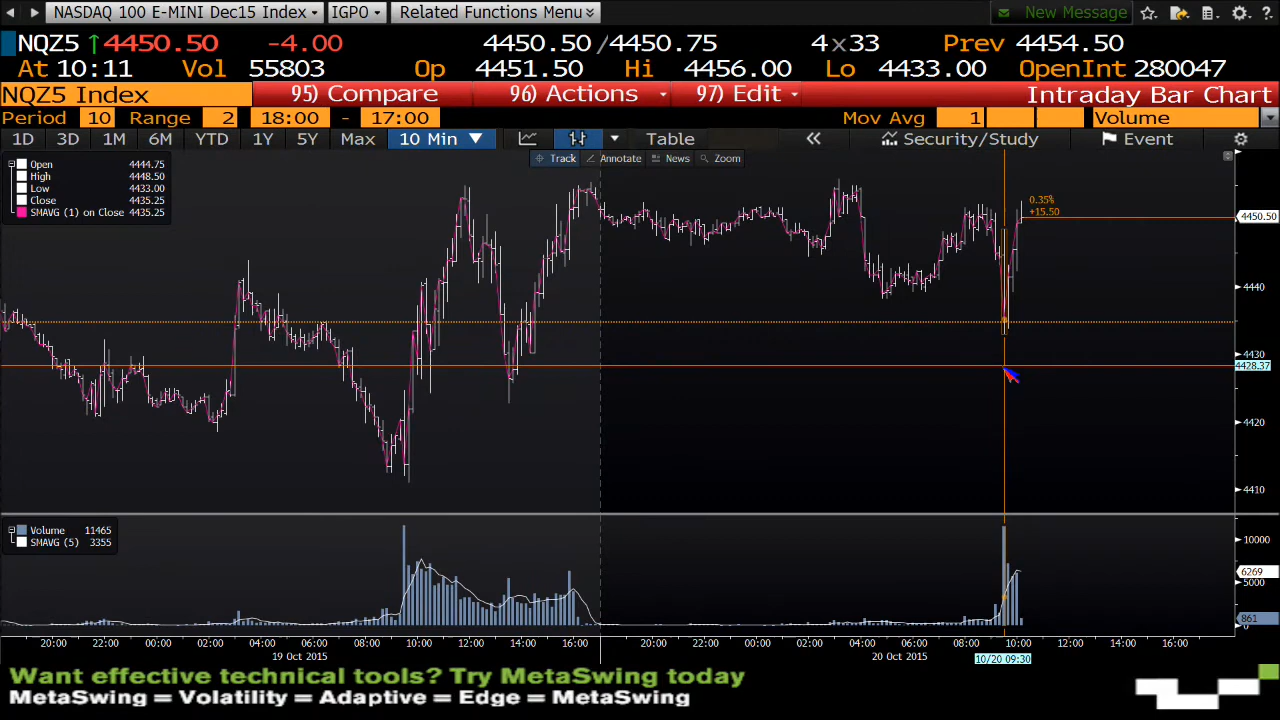 NASDAQ 100 E-MINI Dec15 Index IGPO Related Functions Menu New Message
NQZ5 4450.50 -4.00 4450.50/4450.75 4x33 Prev 4454.50
At 10:11 Vol 55803 Op 4451.50 Hi 4456.00 Lo 4433.00 OpenInt 280047
NQZ5 Index 95) Compare 96) Actions 97) Edit Intraday Bar Chart
Period 10 Range 2 18:00 - 17:00 Mov Avg 1 Volume
1D 3D 1M 6M YTD 1Y 5Y Max 10 Min Table Security/Study Event
Track Annotate News Zoom
Open 4444.75
High 4448.50
Low 4433.00
Close 4435.25
SMAVG (1) on Close 4435.25
0.35%
+15.50
4450.50
4440
4430
4428.37
4420
4410
Volume 11465
SMAVG (5) 3355
10000
6269
5000
861
0
20:00 22:00 00:00 02:00 04:00 06:00 08:00 10:00 12:00 14:00 16:00 20:00 22:00 00:00 02:00 04:00 06:00 08:00 10:00 12:00 14:00 16:00
19 Oct 2015 20 Oct 2015 10/20 09:30
Want effective technical tools? Try MetaSwing today
MetaSwing = Volatility = Adaptive = Edge = MetaSwing